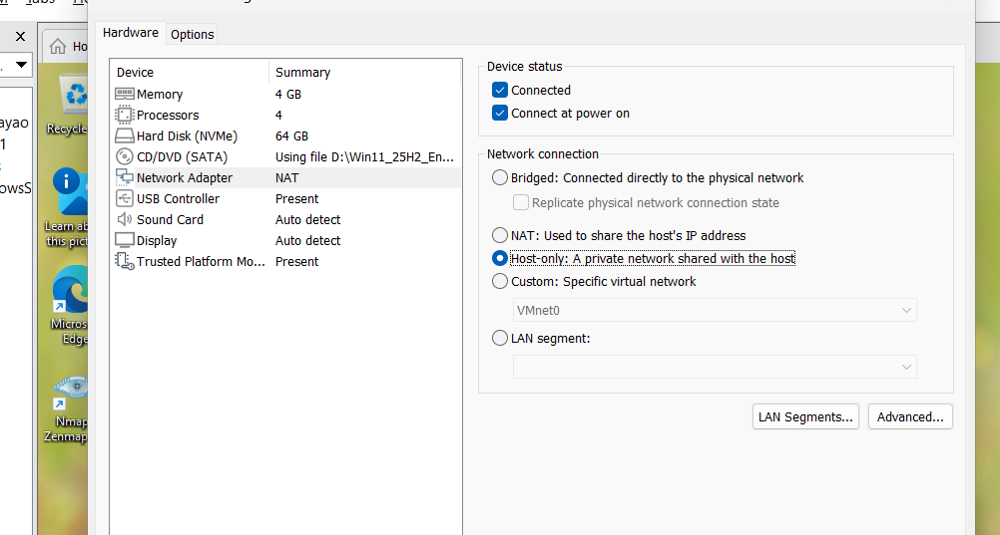 Tabs
Hardware
Options
Ho
Device Summary
Memory 4 GB
Processors 4
Hard Disk (NVMe) 64 GB
CD/DVD (SATA) Using file D:\Win11_25H2_En...
Network Adapter NAT
USB Controller Present
Sound Card Auto detect
Display Auto detect
Trusted Platform Mo... Present
Device status
Connected
Connect at power on
Network connection
Bridged: Connected directly to the physical network
Replicate physical network connection state
NAT: Used to share the host's IP address
Host-only: A private network shared with the host
Custom: Specific virtual network
VMnet0
LAN segment:
LAN Segments... Advanced...
ayao
1
owsS
Recycle
Learn ab
this pict
Micros
Edge
Nmap
Zenmap